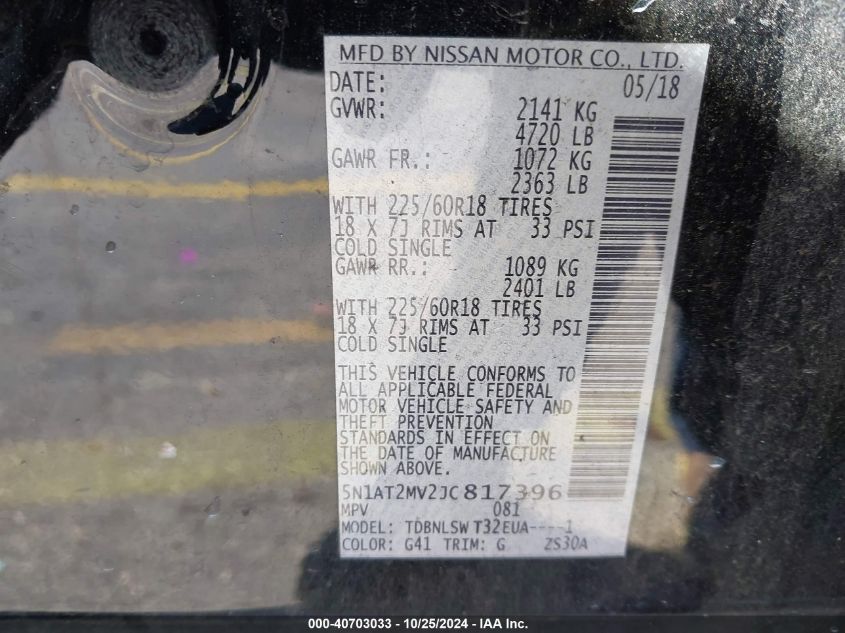 MFD BY NISSAN MOTOR CO., LTD.
DATE: 05/18
GVWR: 2141 KG
4720 LB
GAWR FR.: 1072 KG
2363 LB
WITH 225/60R18 TIRES
18 X 7J RIMS AT 33 PSI
COLD SINGLE
GAWR RR.: 1089 KG
2401 LB
WITH 225/60R18 TIRES
18 X 7J RIMS AT 33 PSI
COLD SINGLE
THIS VEHICLE CONFORMS TO
ALL APPLICABLE FEDERAL
MOTOR VEHICLE SAFETY AND
THEFT PREVENTION
STANDARDS IN EFFECT ON
THE DATE OF MANUFACTURE
SHOWN ABOVE.
5N1AT2MV2JC817396
MPV 081
MODEL: TDBNLSW T32EUA----1
COLOR: G41 TRIM: G ZS30A
000-40703033 - 10/25/2024 - IAA Inc.